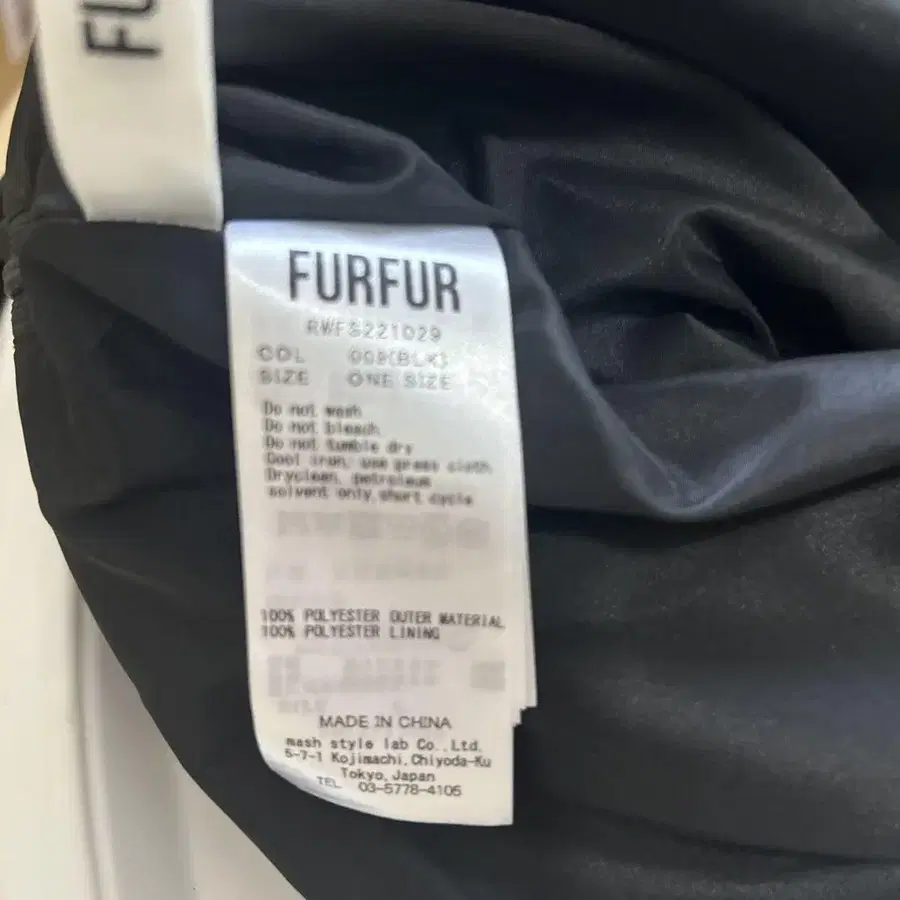 FU
FURFUR
RWFS221029
COL 009(BLK)
SIZE ONE SIZE
Do not wash
Do not bleach
Do not tumble dry
Cool iron, use press cloth
Dryclean, petroleum
solvent only, short cycle
100% POLYESTER OUTER MATERIAL
100% POLYESTER LINING
MADE IN CHINA
mash style lab Co., Ltd.
5-7-1 Kojimachi, Chiyoda-Ku
Tokyo, Japan
TEL 03-5778-4105